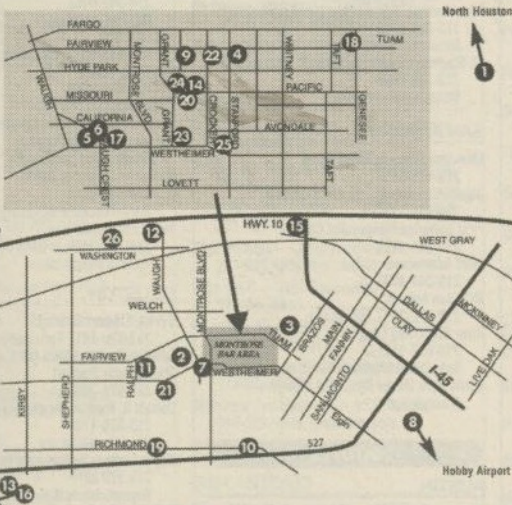 North Houston
1
FARGO
FAIRVIEW
HYDE PARK
MISSOURI
CALIFORNIA
WAUGH
MONTROSE BLVD
GRANT
9
22
4
WHITNEY
TAFT
18
TUAM
24
14
20
PACIFIC
CROCKER
STANFORD
GENESEE
AVONDALE
5
6
17
GRANT
23
25
WESTHEIMER
TAFT
LOVETT
HWY. 10
15
WEST GRAY
26
12
WASHINGTON
WAUGH
MONTROSE BLVD
WELCH
DALLAS
CLAY
MCKINNEY
LIVE OAK
3
TUAM
BRAZOS
MAIN
FANNIN
SAN JACINTO
MONTROSE
BAR AREA
FAIRVIEW
11
2
7
WESTHEIMER
RALPH
21
KIRBY
SHEPHERD
Elgin
I-45
8
RICHMOND
19
10
527
Hobby Airport
13
16